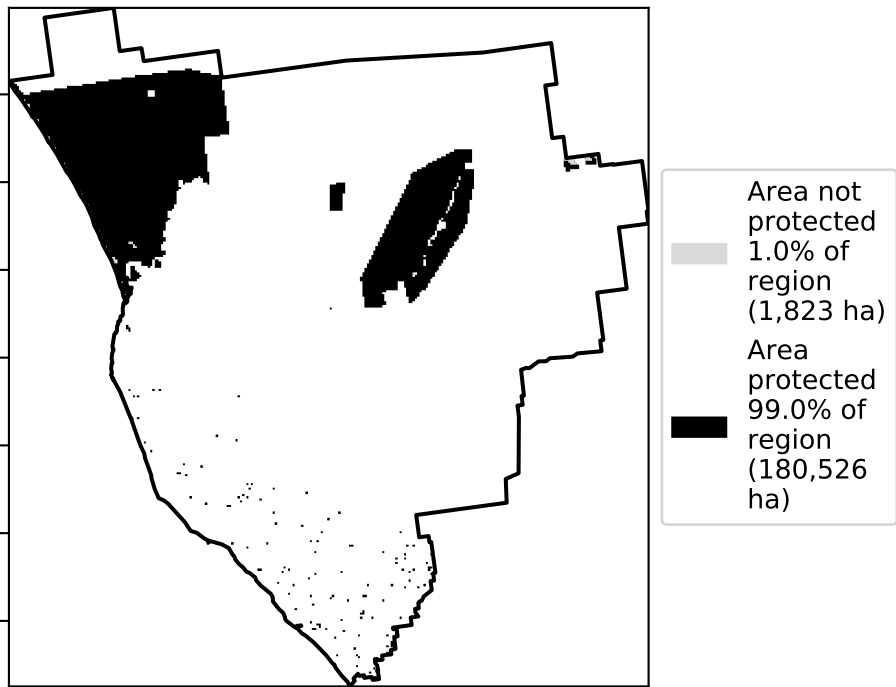 Area not
protected
1.0% of
region
(1,823 ha)
Area
protected
99.0% of
region
(180,526
ha)